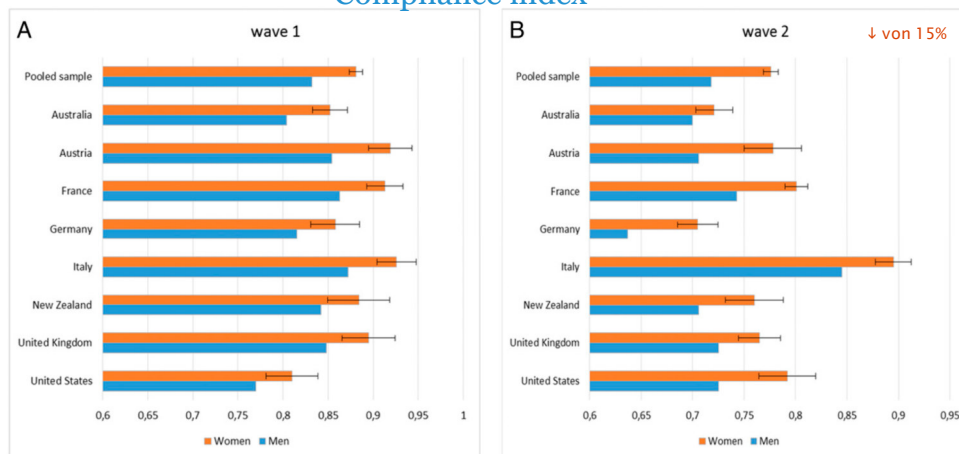 Compliance index
A
wave 1
Pooled sample
Australia
Austria
France
Germany
Italy
New Zealand
United Kingdom
United States
0,6 0,65 0,7 0,75 0,8 0,85 0,9 0,95 1
Women Men
B
wave 2
↓ von 15%
Pooled sample
Australia
Austria
France
Germany
Italy
New Zealand
United Kingdom
United States
0,6 0,65 0,7 0,75 0,8 0,85 0,9 0,95
Women Men